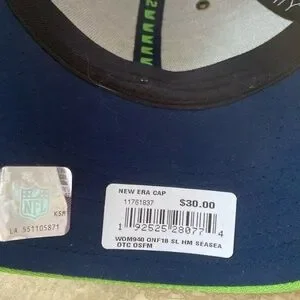 NFL
KSM
LA 551105871
NEW ERA CAP
11761837 $30.00
1 92525 28077 4
WOM940 ONF18 SL HM SEASEA
OTC OSFM